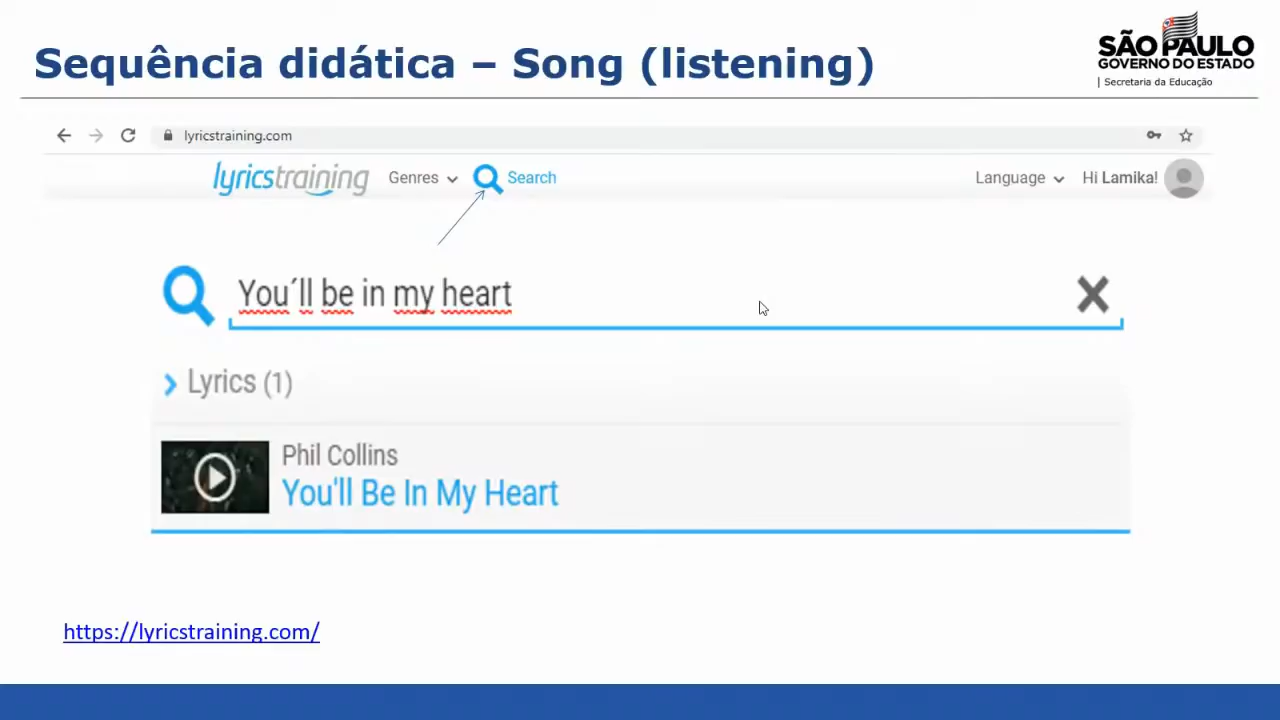 Sequência didática – Song (listening)
SÃO PAULO
GOVERNO DO ESTADO
| Secretaria da Educação
lyricstraining.com
lyricstraining Genres Search Language Hi Lamika!
You´ll be in my heart
Lyrics (1)
Phil Collins
You'll Be In My Heart
https://lyricstraining.com/